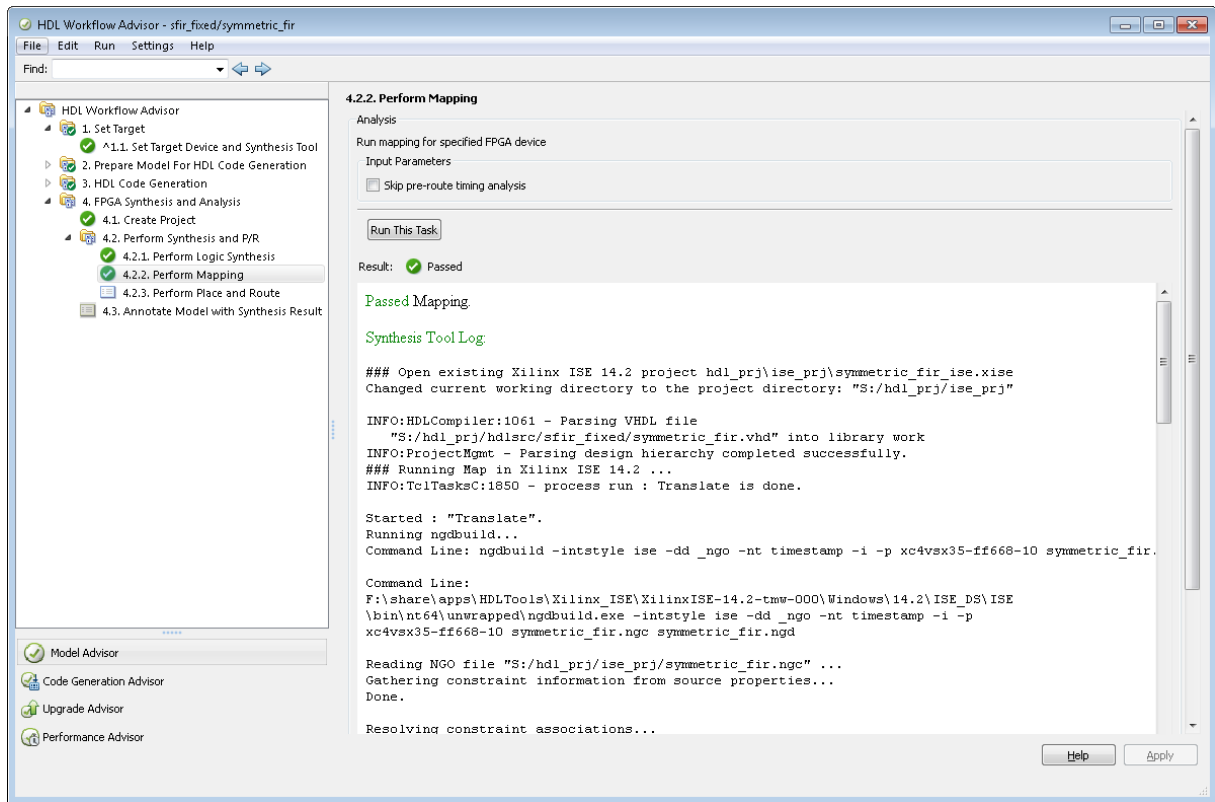 HDL Workflow Advisor - sfir_fixed/symmetric_fir
File Edit Run Settings Help
Find:
HDL Workflow Advisor
1. Set Target
^1.1. Set Target Device and Synthesis Tool
2. Prepare Model For HDL Code Generation
3. HDL Code Generation
4. FPGA Synthesis and Analysis
4.1. Create Project
4.2. Perform Synthesis and P/R
4.2.1. Perform Logic Synthesis
4.2.2. Perform Mapping
4.2.3. Perform Place and Route
4.3. Annotate Model with Synthesis Result
Model Advisor
Code Generation Advisor
Upgrade Advisor
Performance Advisor
4.2.2. Perform Mapping
Analysis
Run mapping for specified FPGA device
Input Parameters
Skip pre-route timing analysis
Run This Task
Result: Passed
Passed Mapping.
Synthesis Tool Log:
### Open existing Xilinx ISE 14.2 project hdl_prj\ise_prj\symmetric_fir_ise.xise
Changed current working directory to the project directory: "S:/hdl_prj/ise_prj"
INFO:HDLCompiler:1061 - Parsing VHDL file
"S:/hdl_prj/hdlsrc/sfir_fixed/symmetric_fir.vhd" into library work
INFO:ProjectMgmt - Parsing design hierarchy completed successfully.
### Running Map in Xilinx ISE 14.2 ...
INFO:TclTasksC:1850 - process run : Translate is done.
Started : "Translate".
Running ngdbuild...
Command Line: ngdbuild -intstyle ise -dd _ngo -nt timestamp -i -p xc4vsx35-ff668-10 symmetric_fir.
Command Line:
F:\share\apps\HDLTools\Xilinx_ISE\XilinxISE-14.2-tmw-000\Windows\14.2\ISE_DS\ISE
\bin\nt64\unwrapped\ngdbuild.exe -intstyle ise -dd _ngo -nt timestamp -i -p
xc4vsx35-ff668-10 symmetric_fir.ngc symmetric_fir.ngd
Reading NGO file "S:/hdl_prj/ise_prj/symmetric_fir.ngc" ...
Gathering constraint information from source properties...
Done.
Resolving constraint associations...
Help Apply